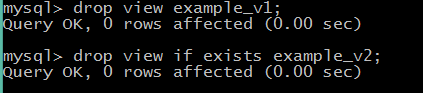 mysql> drop view example_v1;
Query OK, 0 rows affected (0.00 sec)
mysql> drop view if exists example_v2;
Query OK, 0 rows affected (0.00 sec)